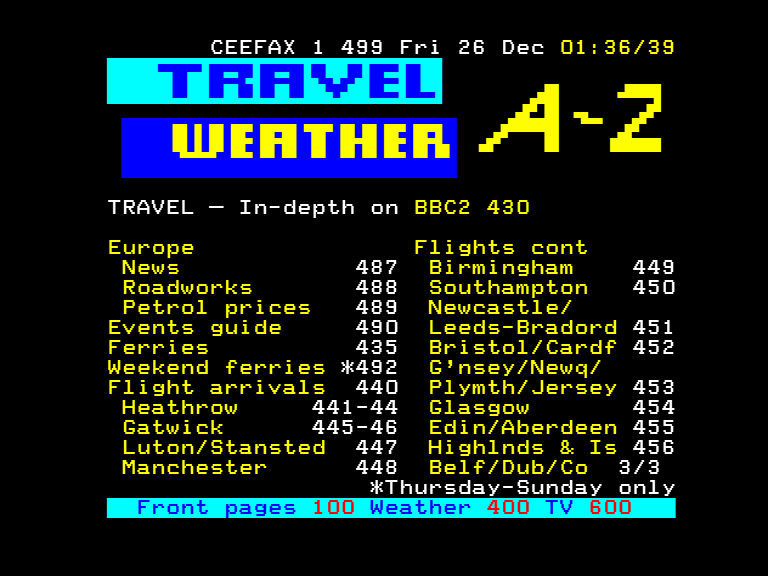 CEEFAX 1 499 Fri 26 Dec 01:36/39
TRAVEL
WEATHER
A-Z
TRAVEL – In-depth on BBC2 430
Europe
News 487
Roadworks 488
Petrol prices 489
Events guide 490
Ferries 435
Weekend ferries *492
Flight arrivals 440
Heathrow 441-44
Gatwick 445-46
Luton/Stansted 447
Manchester 448
Flights cont
Birmingham 449
Southampton 450
Newcastle/
Leeds-Bradord 451
Bristol/Cardf 452
G'nsey/Newq/
Plymth/Jersey 453
Glasgow 454
Edin/Aberdeen 455
Highlnds & Is 456
Belf/Dub/Co 3/3
*Thursday-Sunday only
Front pages 100 Weather 400 TV 600